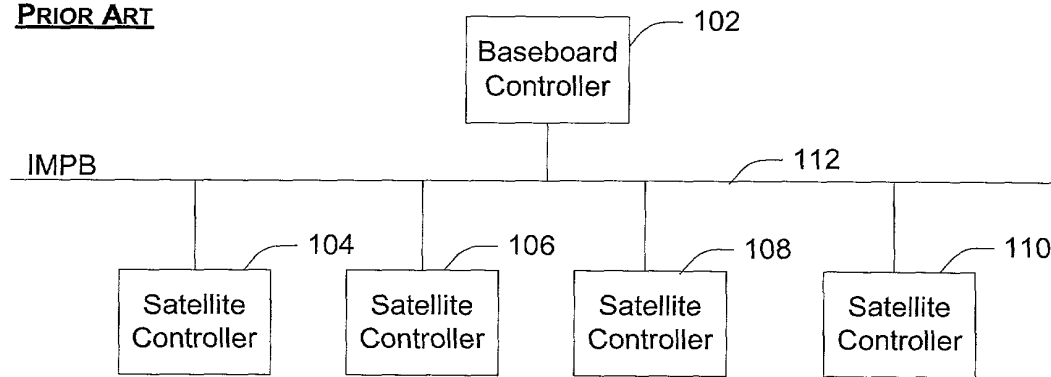 PRIOR ART
102
Baseboard
Controller
IMPB
112
104
106
108
110
Satellite
Controller
Satellite
Controller
Satellite
Controller
Satellite
Controller